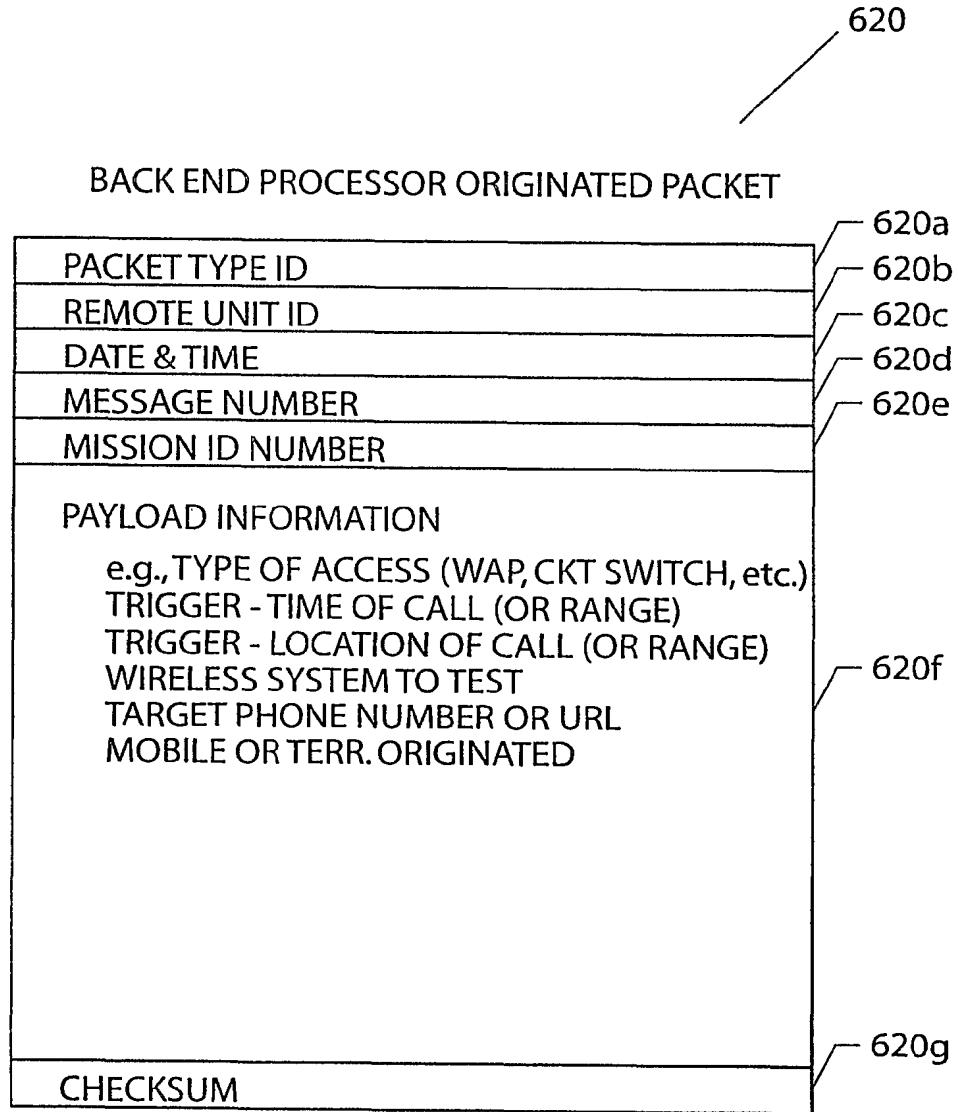 620
BACK END PROCESSOR ORIGINATED PACKET
620a
PACKET TYPE ID
620b
REMOTE UNIT ID
620c
DATE & TIME
620d
MESSAGE NUMBER
620e
MISSION ID NUMBER
PAYLOAD INFORMATION
e.g., TYPE OF ACCESS (WAP, CKT SWITCH, etc.)
TRIGGER - TIME OF CALL (OR RANGE)
TRIGGER - LOCATION OF CALL (OR RANGE)
WIRELESS SYSTEM TO TEST
620f
TARGET PHONE NUMBER OR URL
MOBILE OR TERR. ORIGINATED
620g
CHECKSUM